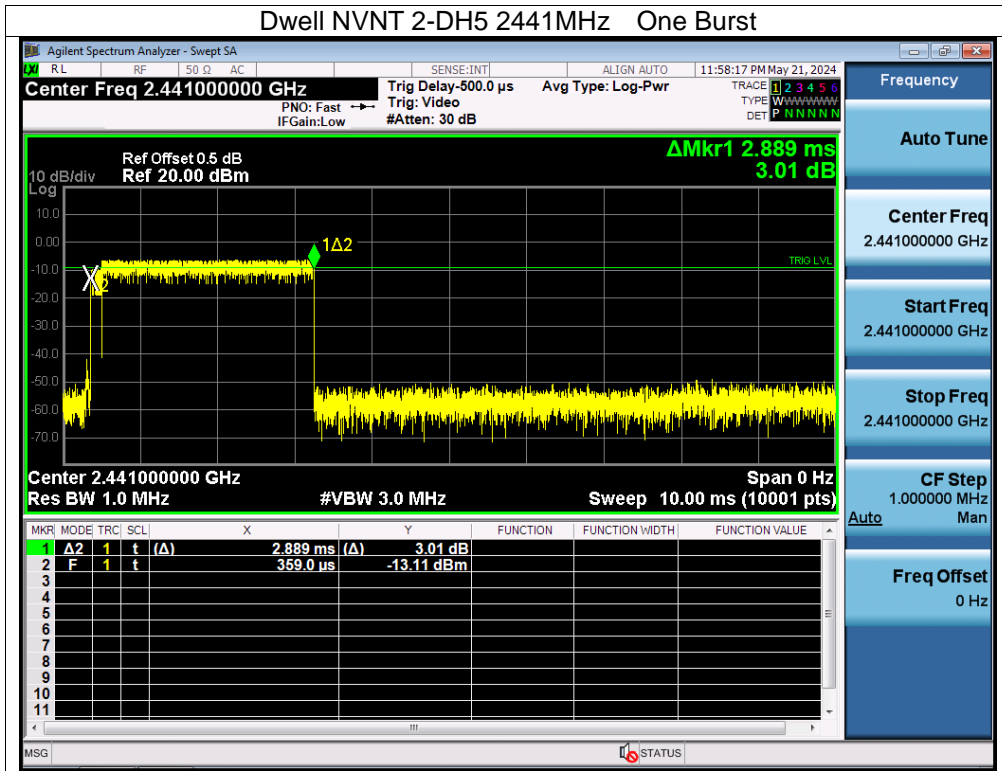 Dwell NVNT 2-DH5 2441MHz One Burst
Agilent Spectrum Analyzer - Swept SA
LXI RL RF 50 Ω AC SENSE:INT ALIGN AUTO 11:58:17 PM May 21, 2024
Center Freq 2.441000000 GHz
PNO: Fast
IFGain:Low
Trig Delay-500.0 µs
Trig: Video
#Atten: 30 dB
Avg Type: Log-Pwr
TRACE 1 2 3 4 5 6
TYPE WWWWWW
DET P N N N N N
Frequency
Auto Tune
Center Freq
2.441000000 GHz
Start Freq
2.441000000 GHz
Stop Freq
2.441000000 GHz
CF Step
1.000000 MHz
Auto Man
Freq Offset
0 Hz
ΔMkr1 2.889 ms
3.01 dB
Ref Offset 0.5 dB
10 dB/div Ref 20.00 dBm
Log
10.0
0.00
-10.0
-20.0
-30.0
-40.0
-50.0
-60.0
-70.0
1Δ2
2
TRIG LVL
Center 2.441000000 GHz Span 0 Hz
Res BW 1.0 MHz #VBW 3.0 MHz Sweep 10.00 ms (10001 pts)
MKR MODE TRC SCL X Y FUNCTION FUNCTION WIDTH FUNCTION VALUE
1 Δ2 1 t (Δ) 2.889 ms (Δ) 3.01 dB
2 F 1 t 359.0 µs -13.11 dBm
3
4
5
6
7
8
9
10
11
MSG STATUS